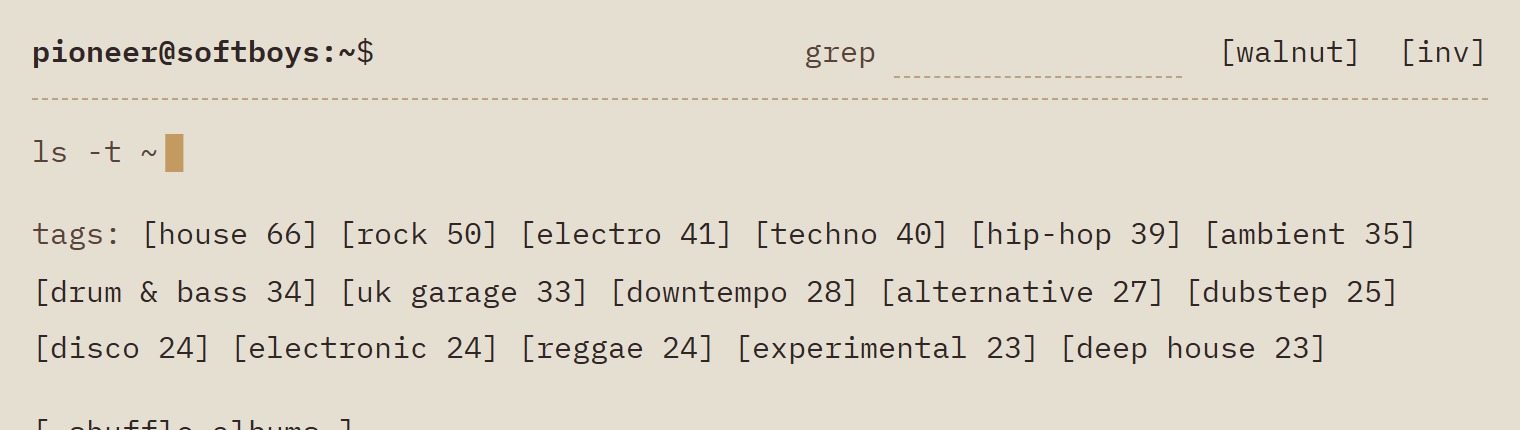 pioneer@softboys:~$ grep [walnut] [inv]
ls -t ~
tags: [house 66] [rock 50] [electro 41] [techno 40] [hip-hop 39] [ambient 35]
[drum & bass 34] [uk garage 33] [downtempo 28] [alternative 27] [dubstep 25]
[disco 24] [electronic 24] [reggae 24] [experimental 23] [deep house 23]
[ shuffle albums ]